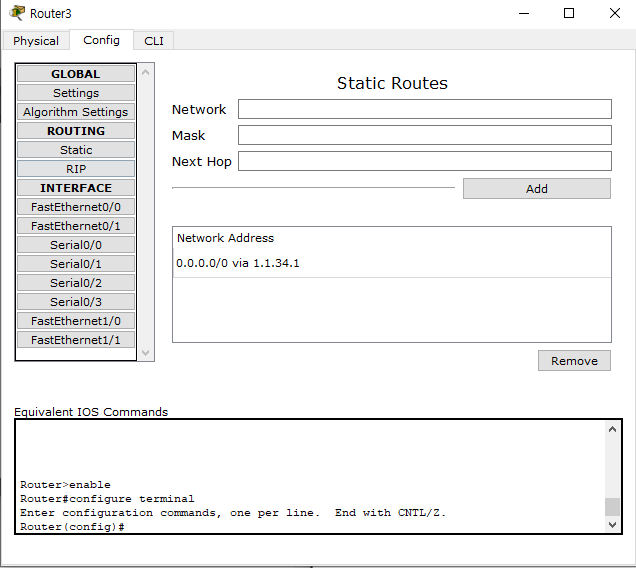 Router3
Physical Config CLI
GLOBAL
Settings
Algorithm Settings
ROUTING
Static
RIP
INTERFACE
FastEthernet0/0
FastEthernet0/1
Serial0/0
Serial0/1
Serial0/2
Serial0/3
FastEthernet1/0
FastEthernet1/1
Static Routes
Network
Mask
Next Hop
Add
Network Address
0.0.0.0/0 via 1.1.34.1
Remove
Equivalent IOS Commands
Router>enable
Router#configure terminal
Enter configuration commands, one per line.  End with CNTL/Z.
Router(config)#